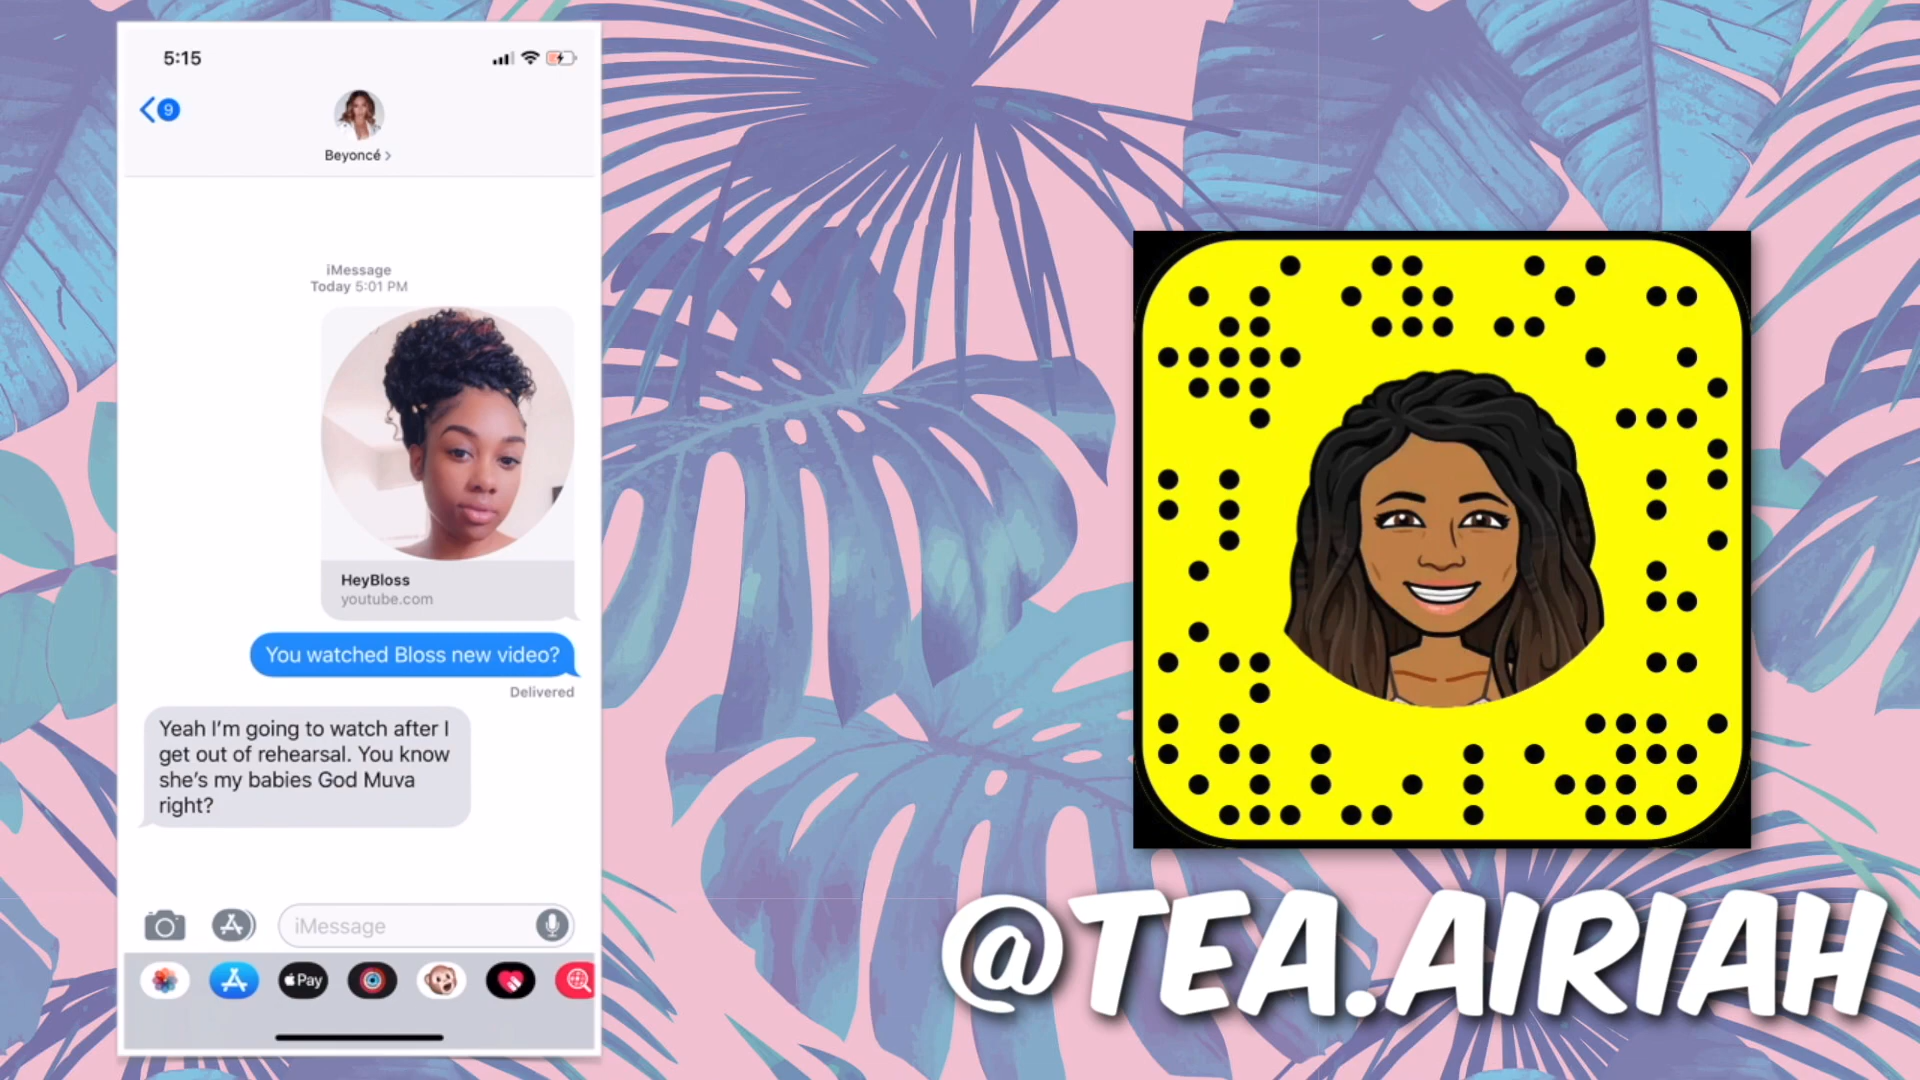 5:15
9
Beyoncé >
iMessage
Today 5:01 PM
HeyBloss
youtube.com
You watched Bloss new video?
Delivered
Yeah I’m going to watch after I
get out of rehearsal. You know
she’s my babies God Muva
right?
iMessage
Pay
@TEA.AIRIAH